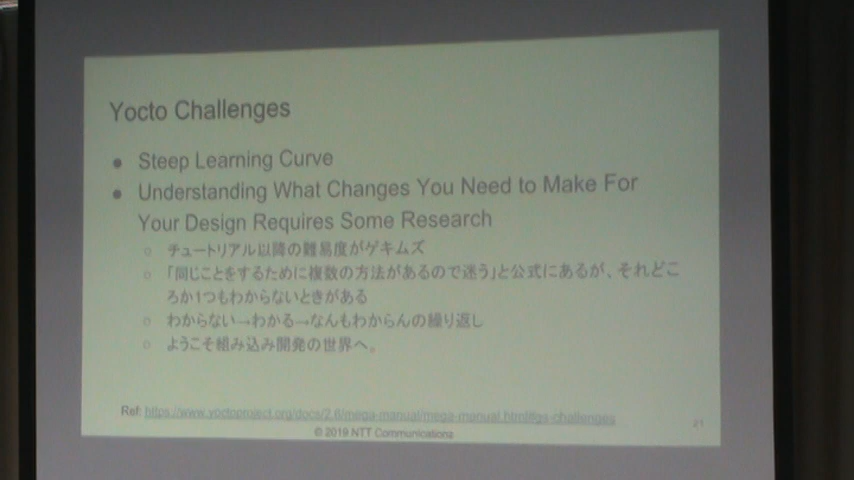 Yocto Challenges
● Steep Learning Curve
● Understanding What Changes You Need to Make For
Your Design Requires Some Research
○ チュートリアル以降の難易度がゲキムズ
○ 「同じことをするために複数の方法があるので迷う」と公式にあるが、それどこ
ろか1つもわからないときがある
○ わからない→わかる→なんもわからんの繰り返し
○ ようこそ組み込み開発の世界へ。
Ref: https://www.yoctoproject.org/docs/2.6/mega-manual/mega-manual.html#gs-challenges
21
© 2019 NTT Communications